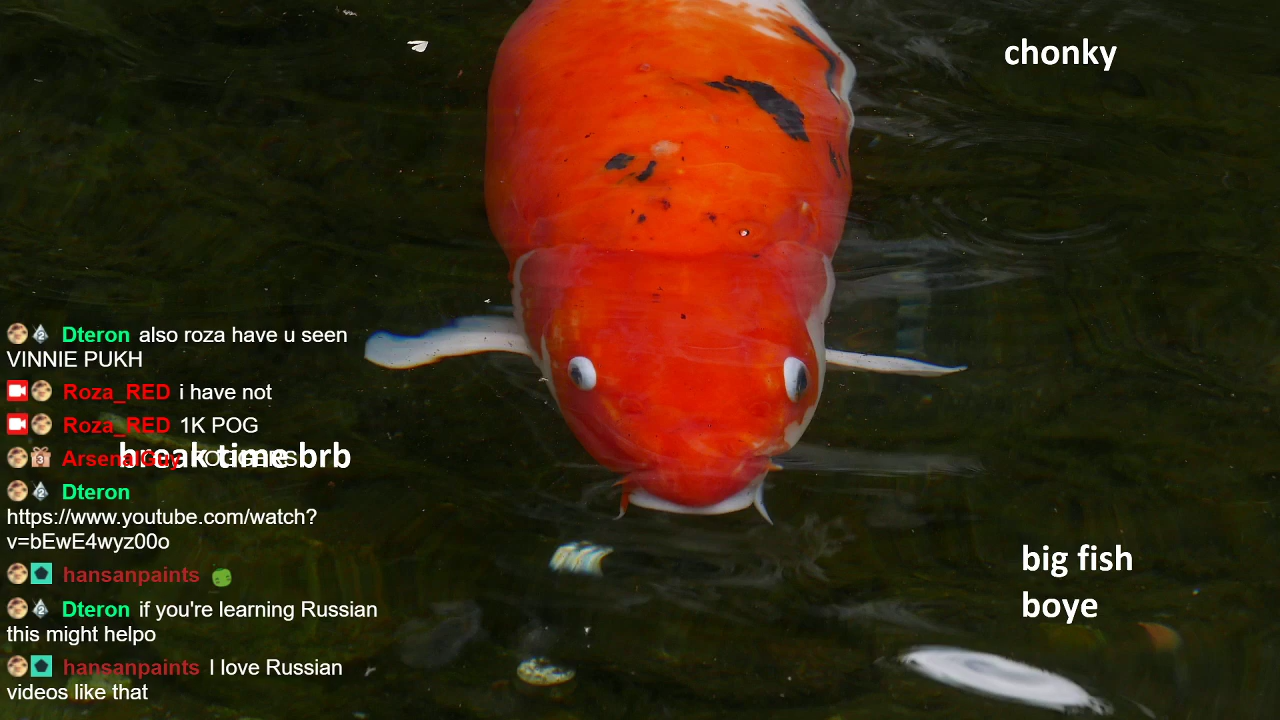 chonky
Dteron also roza have u seen
VINNIE PUKH
Roza_RED i have not
Roza_RED 1K POG
time brb
Dteron
https://www.youtube.com/watch?
v=bEwE4wyz00o
hansanpaints
Dteron if you're learning Russian
this might helpo
hansanpaints I love Russian
videos like that
big fish
boye